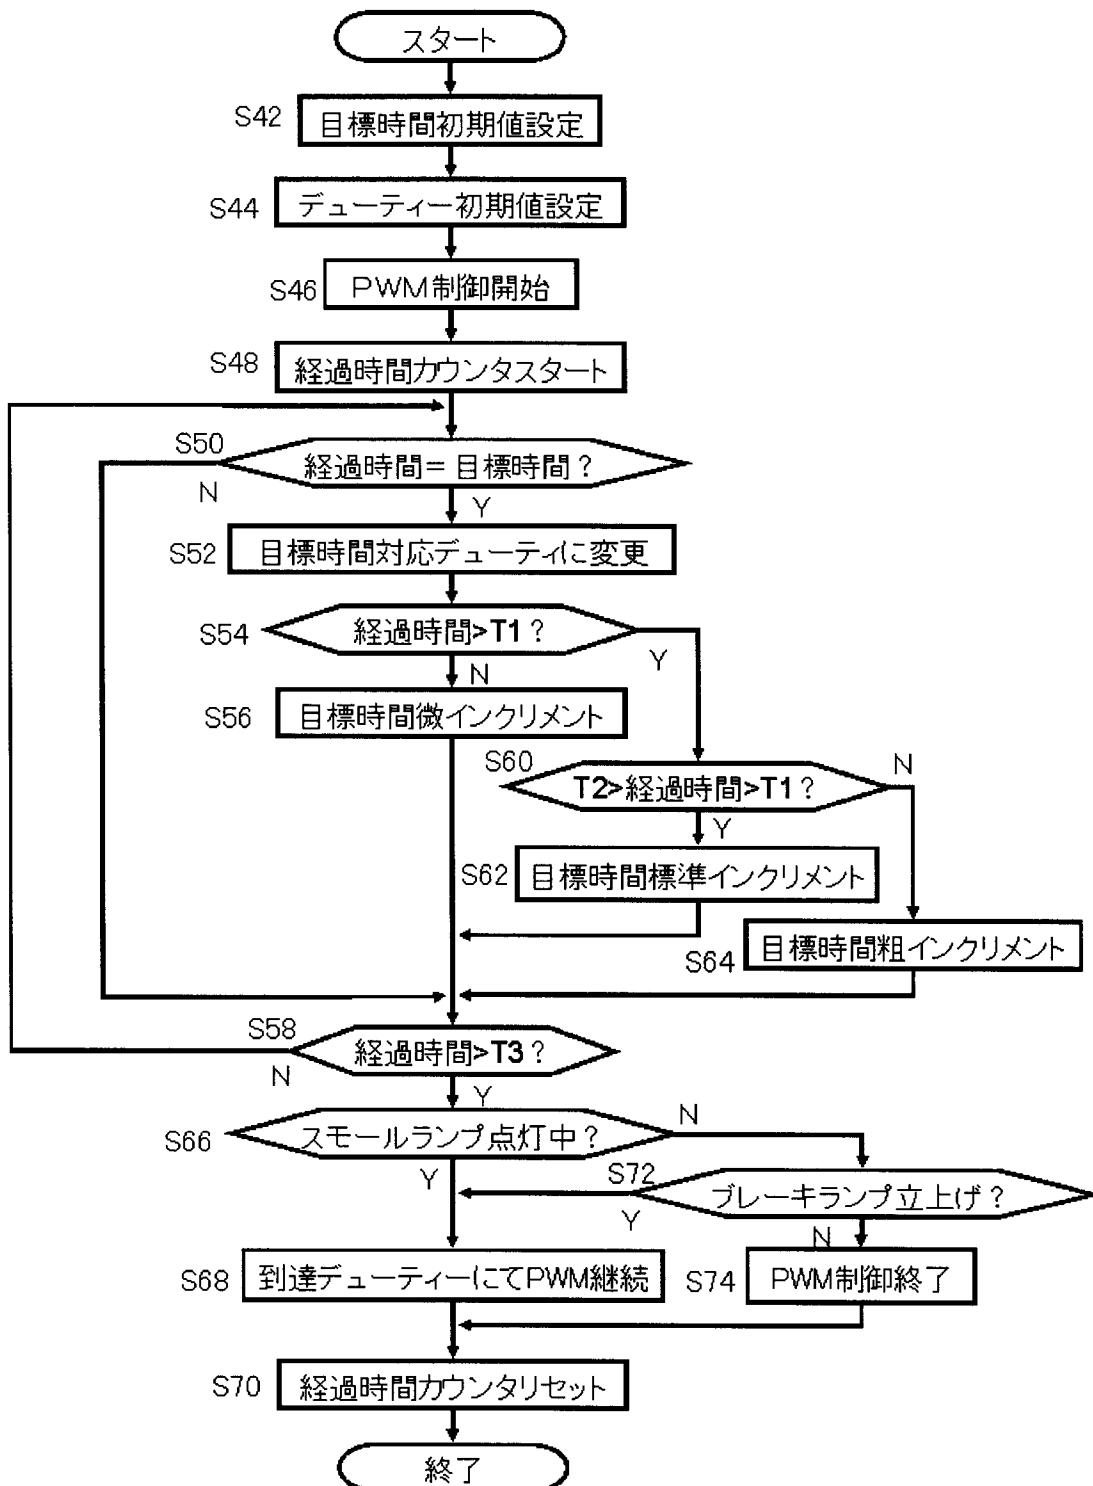 スタート
S42
目標時間初期値設定
S44
デューティー初期値設定
S46
PWM制御開始
S48
経過時間カウンタスタート
S50
経過時間=目標時間?
N
Y
S52
目標時間対応デューティに変更
S54
経過時間>T1?
Y
N
S56
目標時間微インクリメント
S60
N
T2>経過時間>T1?
Y
S62
目標時間標準インクリメント
S64
目標時間粗インクリメント
S58
経過時間>T3?
N
Y
S66
スモールランプ点灯中?
N
Y
S72
ブレーキランプ立上げ?
Y
N
S68
到達デューティーにてPWM継続
S74
PWM制御終了
S70
経過時間カウンタリセット
終了